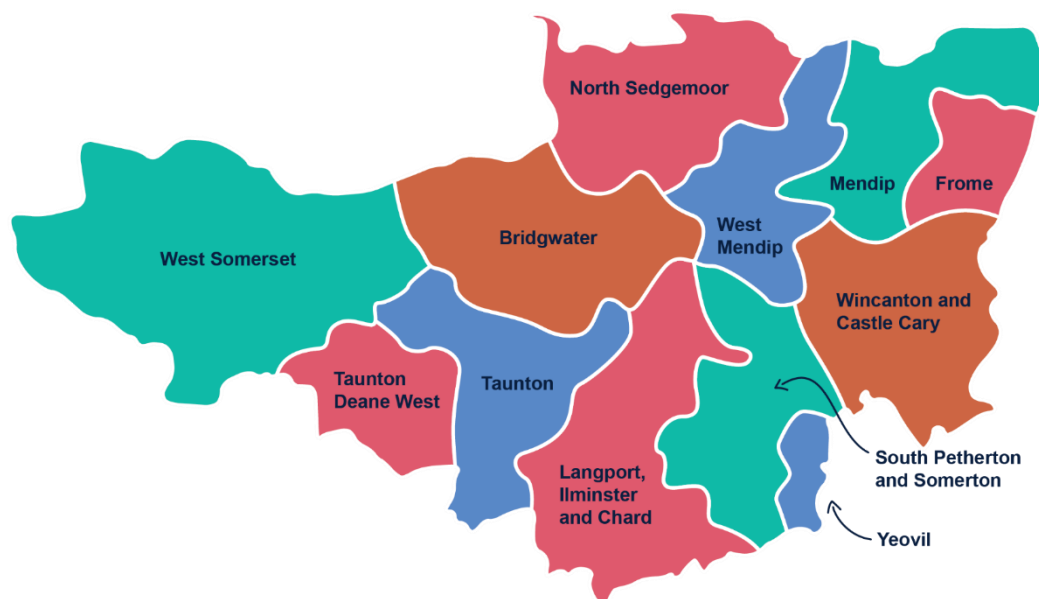 North Sedgemoor
Mendip
Frome
West
Mendip
Bridgwater
West Somerset
Wincanton and
Castle Cary
Taunton
Deane West
Taunton
Langport,
Ilminster
and Chard
South Petherton
and Somerton
Yeovil